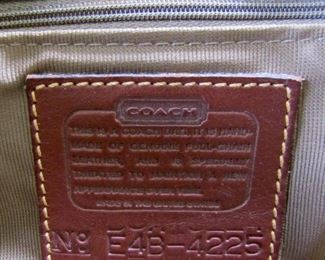 COACH
THIS IS A COACH BAG. IT IS HAND-
MADE OF GENUINE FULL-GRAIN
LEATHER, AND IS SPECIALLY
TREATED TO MAINTAIN A NEW
APPEARANCE OVER TIME.
MADE IN THE UNITED STATES
No E4B-4225